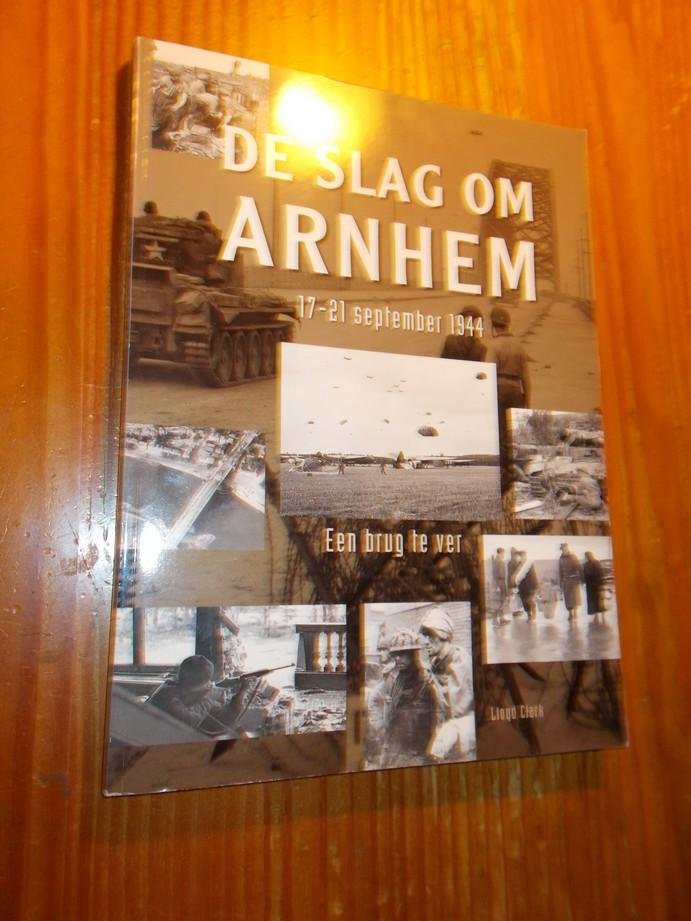 DE SLAG OM
ARNHEM
17-21 september 1944
Een brug te ver
Lloyd Clark